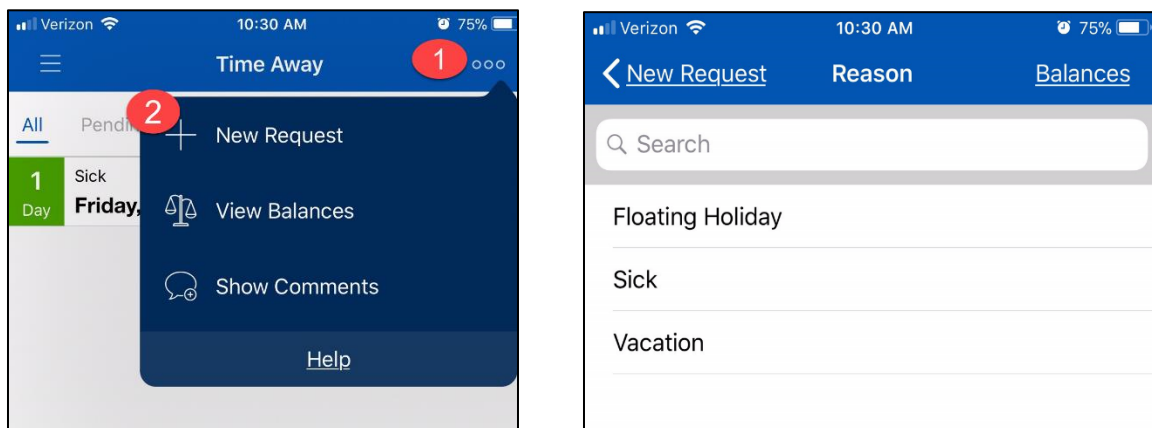 Verizon 10:30 AM 75%
Time Away 1
2
All Pendi
New Request
1 Sick
Day Friday,
View Balances
Show Comments
Help
Verizon 10:30 AM 75%
New Request Reason Balances
Search
Floating Holiday
Sick
Vacation